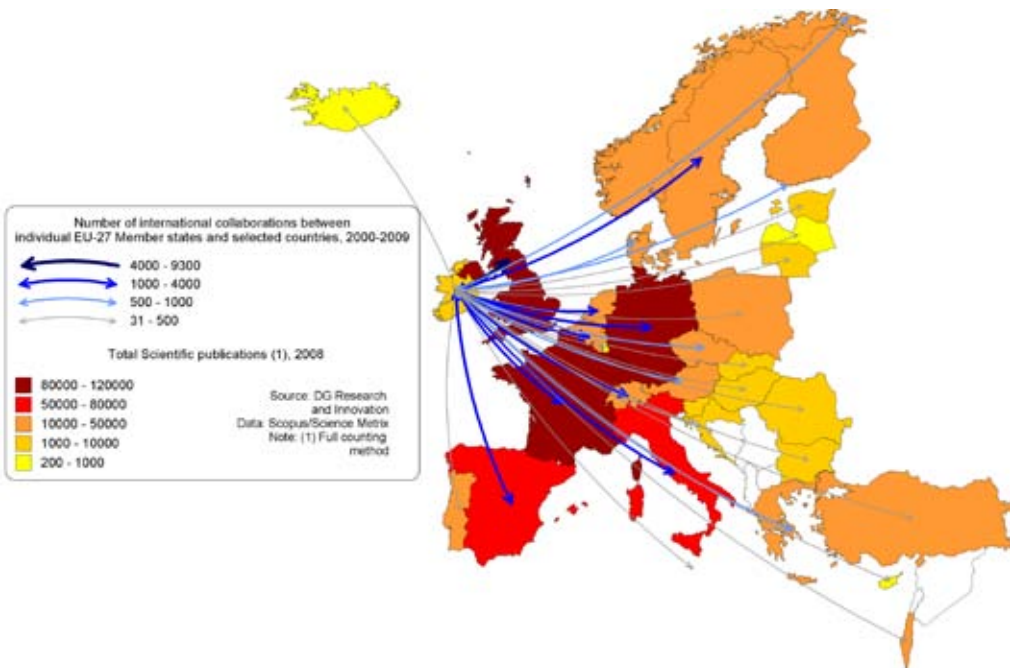 Number of international collaborations between
individual EU-27 Member states and selected countries, 2000-2009
4000 - 9300
1000 - 4000
500 - 1000
31 - 500
Total Scientific publications (1), 2008
80000 - 120000
50000 - 80000
10000 - 50000
1000 - 10000
200 - 1000
Source: DG Research
and Innovation
Data: Scopus/Science Metrix
Note: (1) Full counting
method